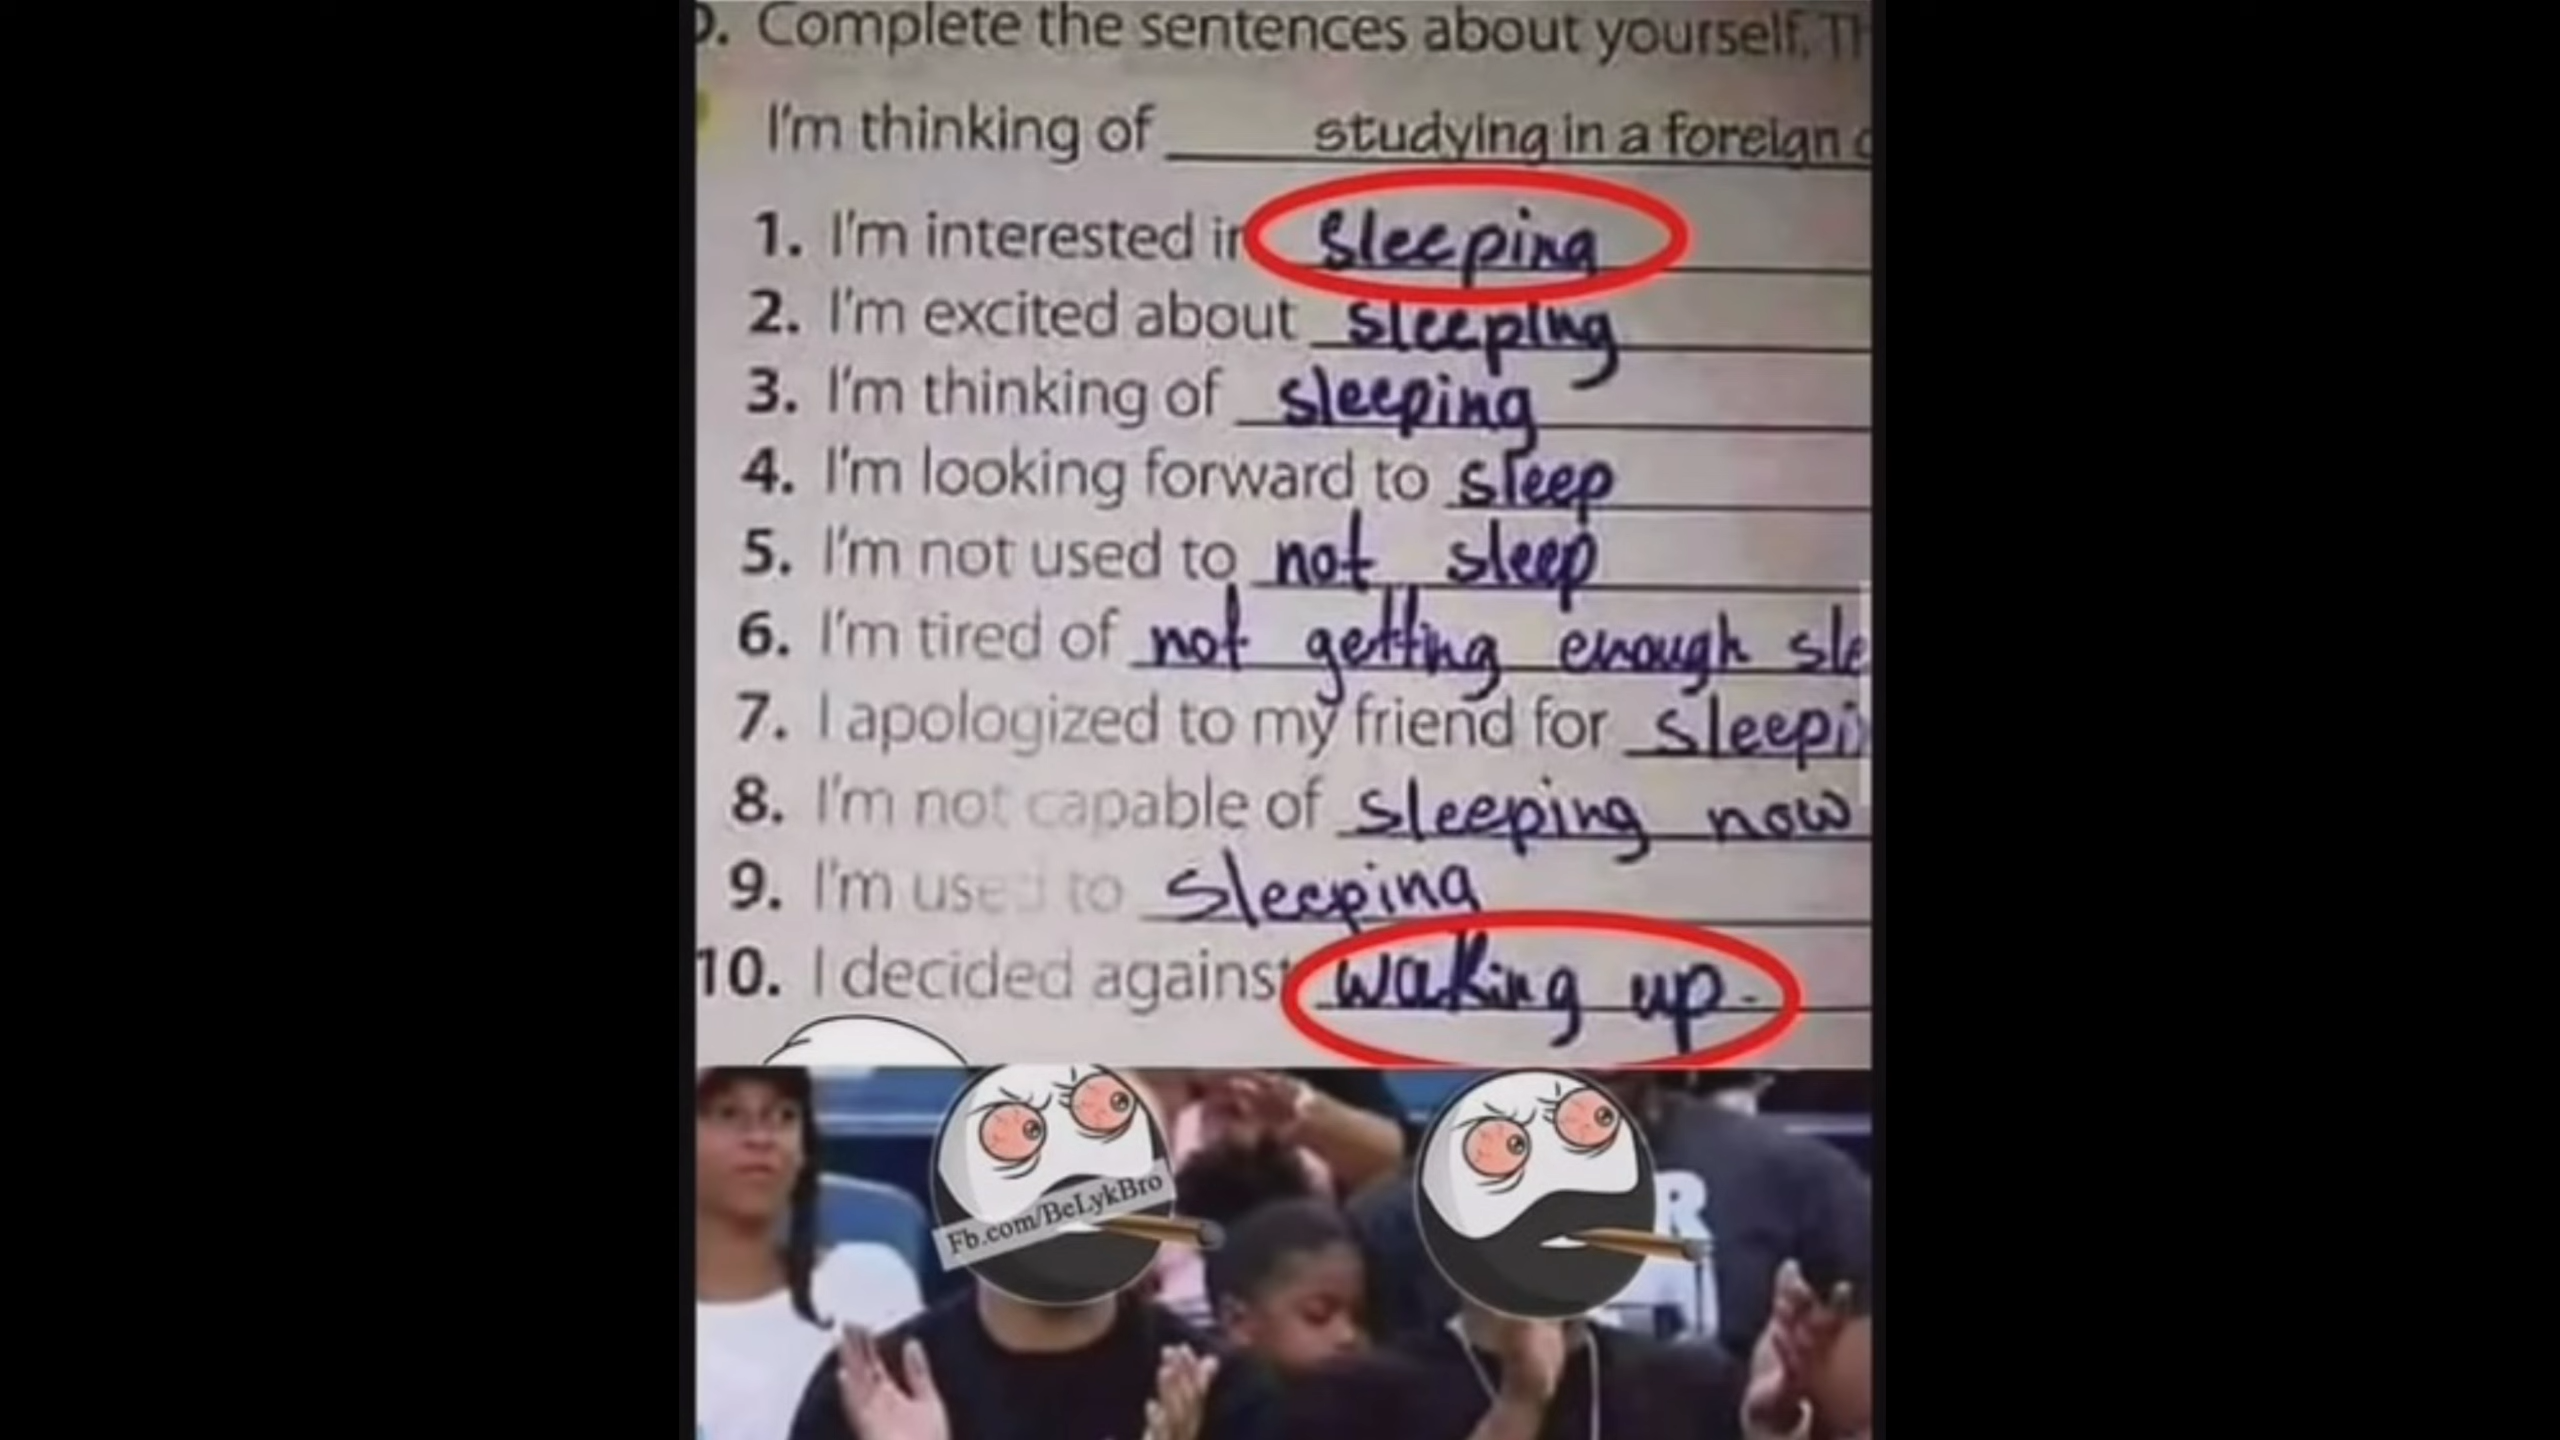 Complete the sentences about yourself.
I'm thinking of studying in a foreign
1. I'm interested in sleeping
2. I'm excited about sleeping
3. I'm thinking of sleeping
4. I'm looking forward to sleep
5. I'm not used to not sleep
6. I'm tired of not getting enough sle
7. I apologized to my friend for sleepi
8. I'm not capable of sleeping now
9. I'm used to sleeping
10. I decided against waking up.
Fb.com/BeLykBro
R